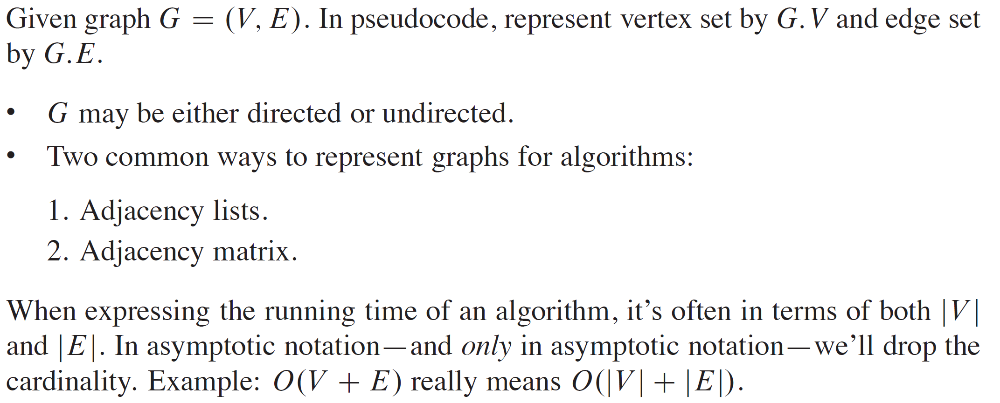 Given graph G = (V, E). In pseudocode, represent vertex set by G.V and edge set
by G.E.
• G may be either directed or undirected.
• Two common ways to represent graphs for algorithms:
1. Adjacency lists.
2. Adjacency matrix.
When expressing the running time of an algorithm, it’s often in terms of both |V|
and |E|. In asymptotic notation—and only in asymptotic notation—we’ll drop the
cardinality. Example: O(V + E) really means O(|V| + |E|).